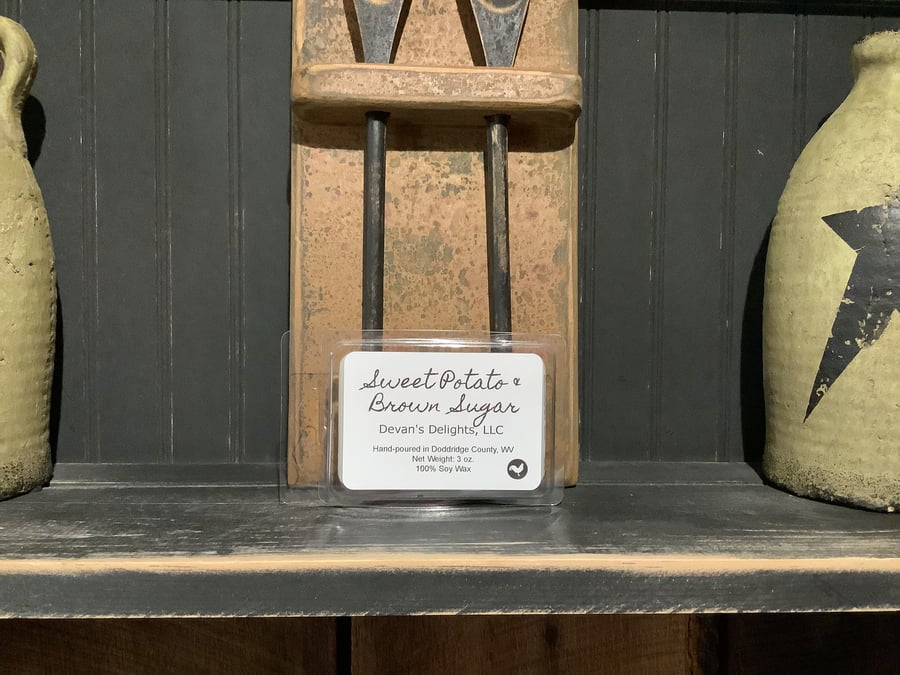 Sweet Potato &
Brown Sugar
Devan's Delights, LLC
Hand-poured in Doddridge County, WV
Net Weight: 3 oz.
100% Soy Wax